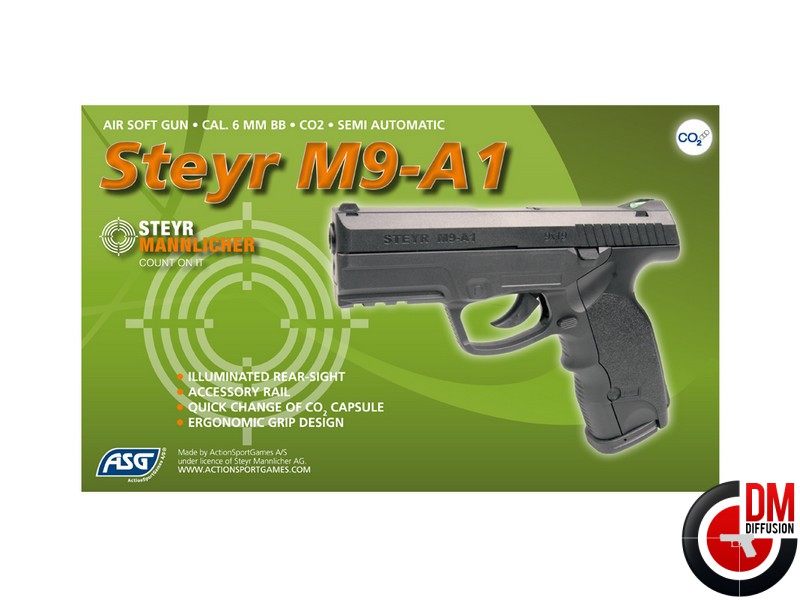 AIR SOFT GUN • CAL. 6 MM BB • CO2 • SEMI AUTOMATIC
CO2
Steyr M9-A1
STEYR
MANNLICHER
COUNT ON IT
STEYR M9-A1
• ILLUMINATED REAR-SIGHT
• ACCESSORY RAIL
• QUICK CHANGE OF CO2 CAPSULE
• ERGONOMIC GRIP DESIGN
ASG
ActionSportGames A/S®
Made by ActionSportGames A/S
under licence of Steyr Mannlicher AG.
WWW.ACTIONSPORTGAMES.COM
DM
DIFFUSION